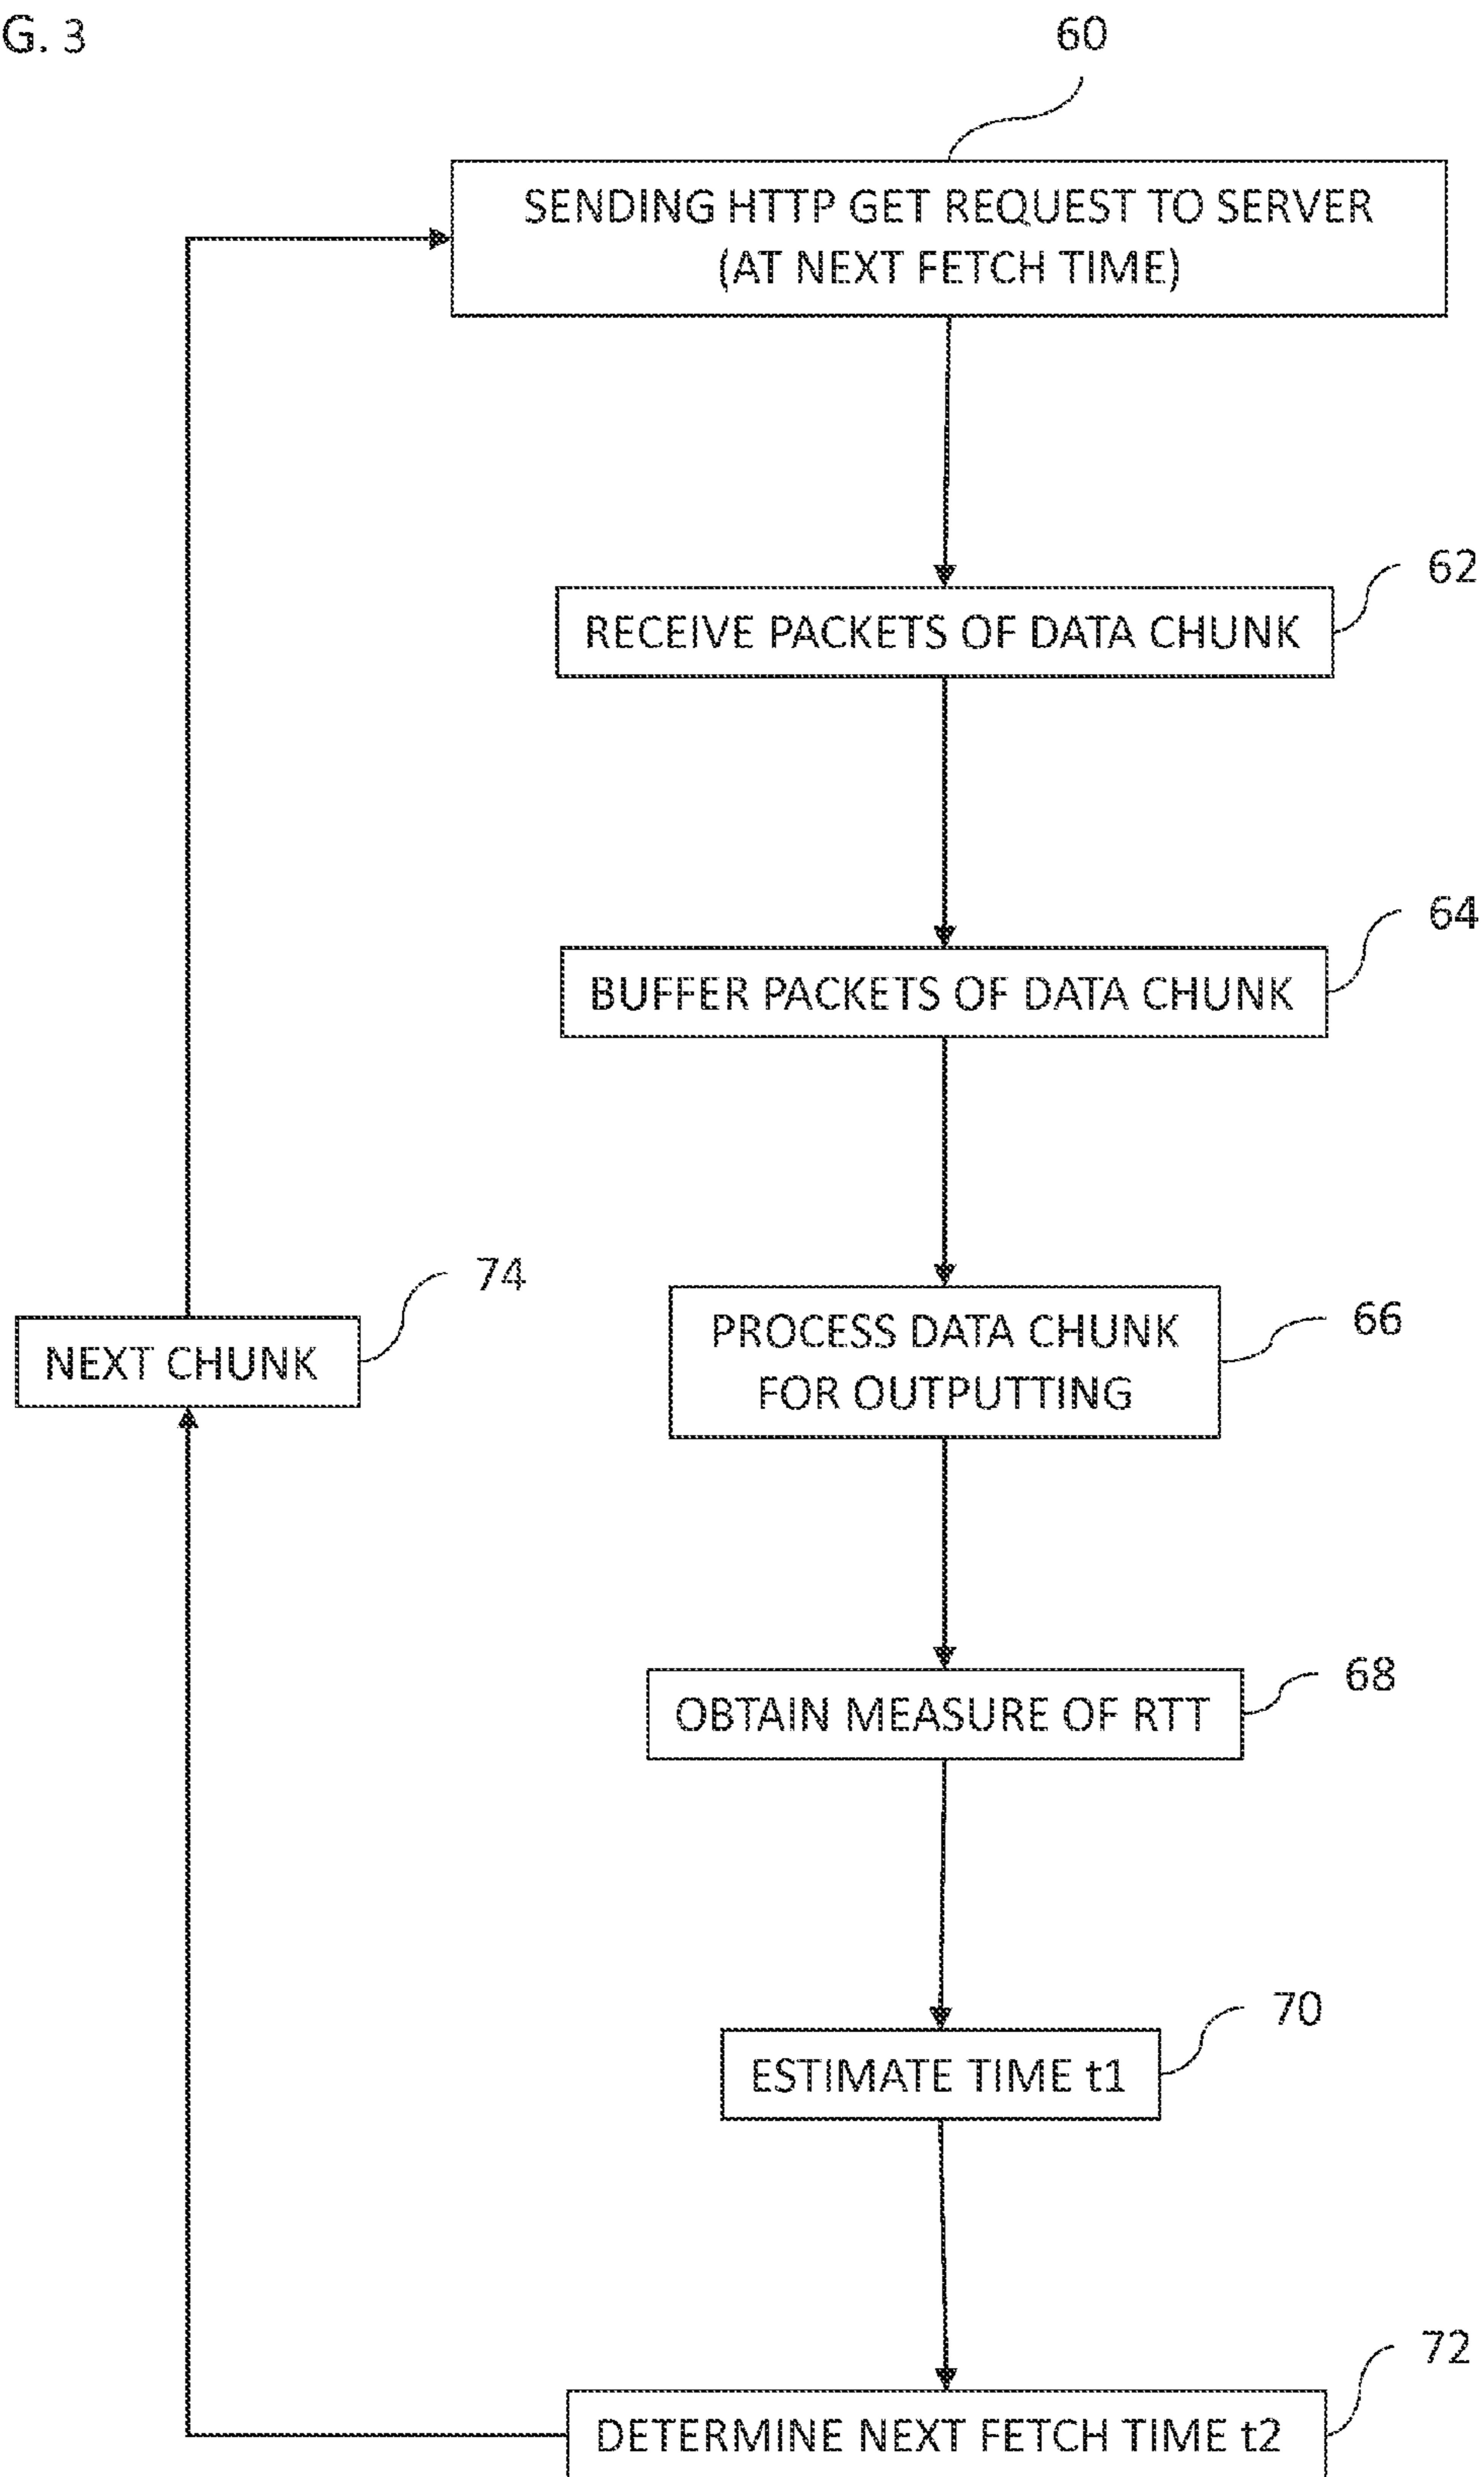 G. 3
60
SENDING HTTP GET REQUEST TO SERVER
(AT NEXT FETCH TIME)
62
RECEIVE PACKETS OF DATA CHUNK
64
BUFFER PACKETS OF DATA CHUNK
74
NEXT CHUNK
66
PROCESS DATA CHUNK
FOR OUTPUTTING
68
OBTAIN MEASURE OF RTT
70
ESTIMATE TIME t1
72
DETERMINE NEXT FETCH TIME t2